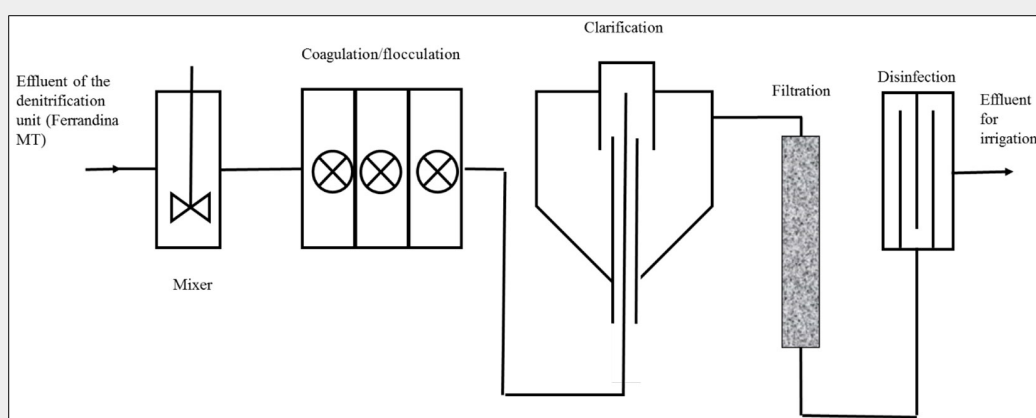 Effluent of the
denitrification
unit (Ferrandina
MT)
Mixer
Coagulation/flocculation
Clarification
Filtration
Disinfection
Effluent
for
irrigation